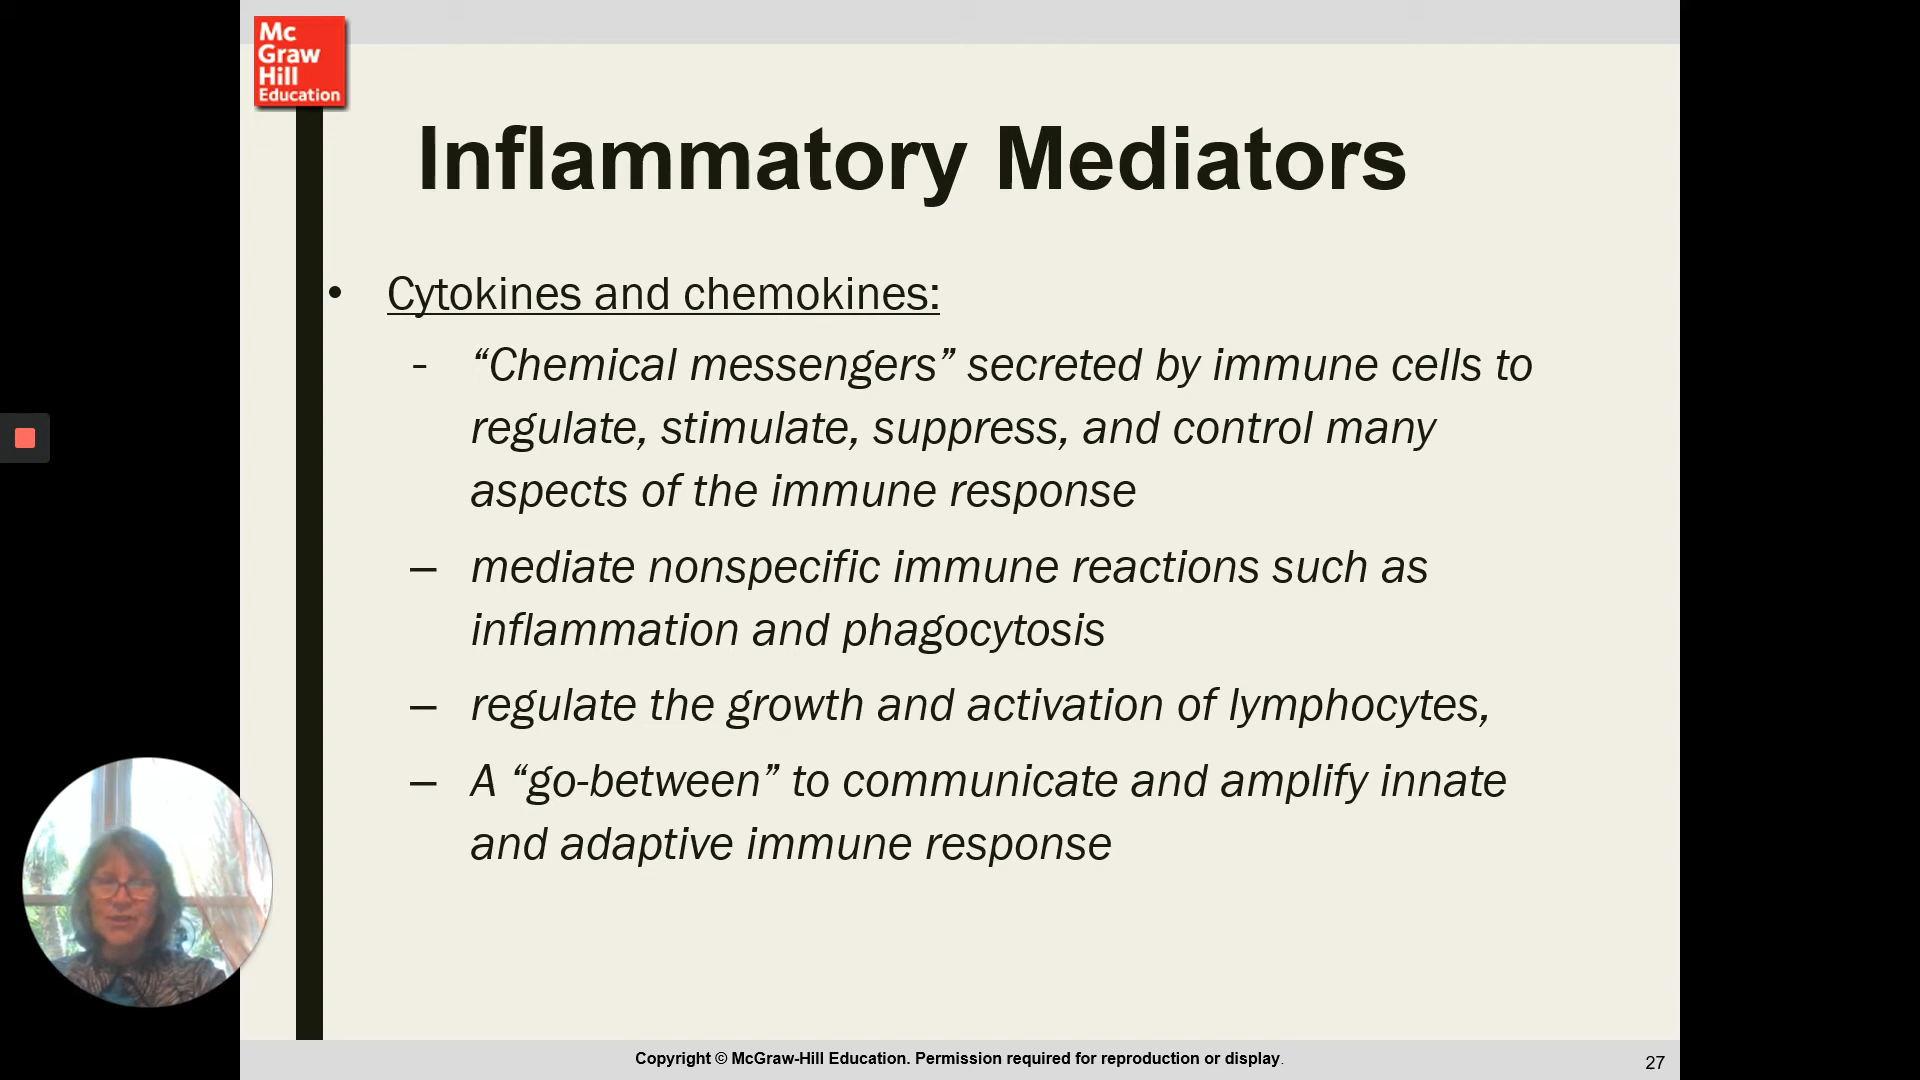 Mc
Graw
Hill
Education
Inflammatory Mediators
• Cytokines and chemokines:
- “Chemical messengers” secreted by immune cells to
regulate, stimulate, suppress, and control many
aspects of the immune response
– mediate nonspecific immune reactions such as
inflammation and phagocytosis
– regulate the growth and activation of lymphocytes,
– A “go-between” to communicate and amplify innate
and adaptive immune response
Copyright © McGraw-Hill Education. Permission required for reproduction or display.
27